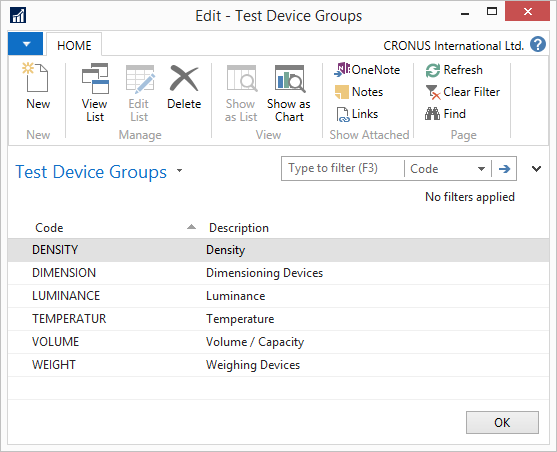 Edit - Test Device Groups
HOME
CRONUS International Ltd.
?
New
View List
Edit List
Delete
Show as List
Show as Chart
OneNote
Notes
Links
Refresh
Clear Filter
Find
New
Manage
View
Show Attached
Page
Test Device Groups
Type to filter (F3)
Code
No filters applied
Code Description
DENSITY Density
DIMENSION Dimensioning Devices
LUMINANCE Luminance
TEMPERATUR Temperature
VOLUME Volume / Capacity
WEIGHT Weighing Devices
OK